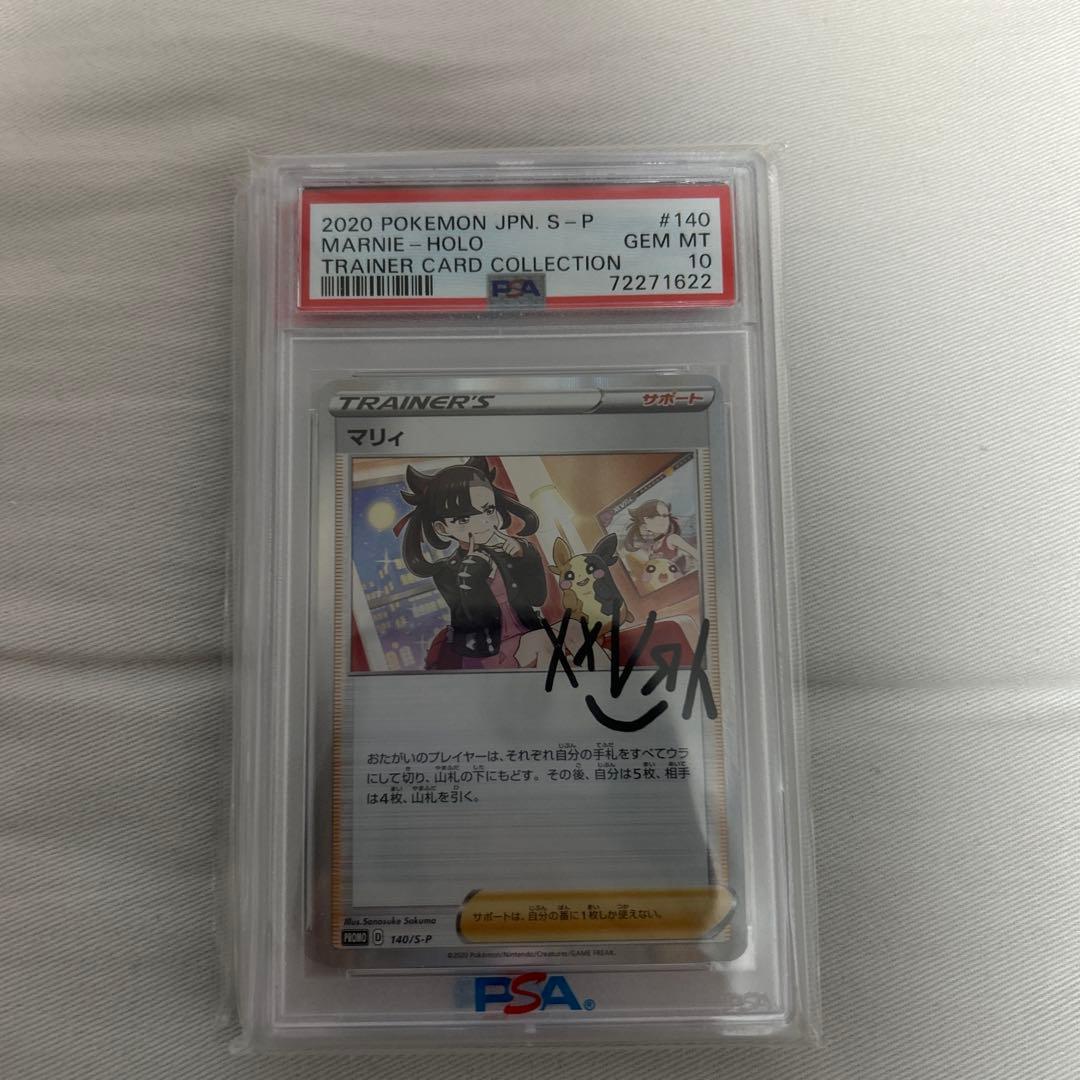 2020 POKEMON JPN. S-P #140
MARNIE-HOLO GEM MT
TRAINER CARD COLLECTION 10
PSA 72271622
TRAINER'S サポート
マリィ
おたがいのプレイヤーは、それぞれ自分の手札をすべてウラ
にして切り、山札の下にもどす。その後、自分は5枚、相手
は4枚、山札を引く。
Illus. Sanosuke Sakuma
サポートは、自分の番に1枚しか使えない。
PROMO D 140/S-P
©2020 Pokémon/Nintendo/Creatures/GAME FREAK.
PSA®